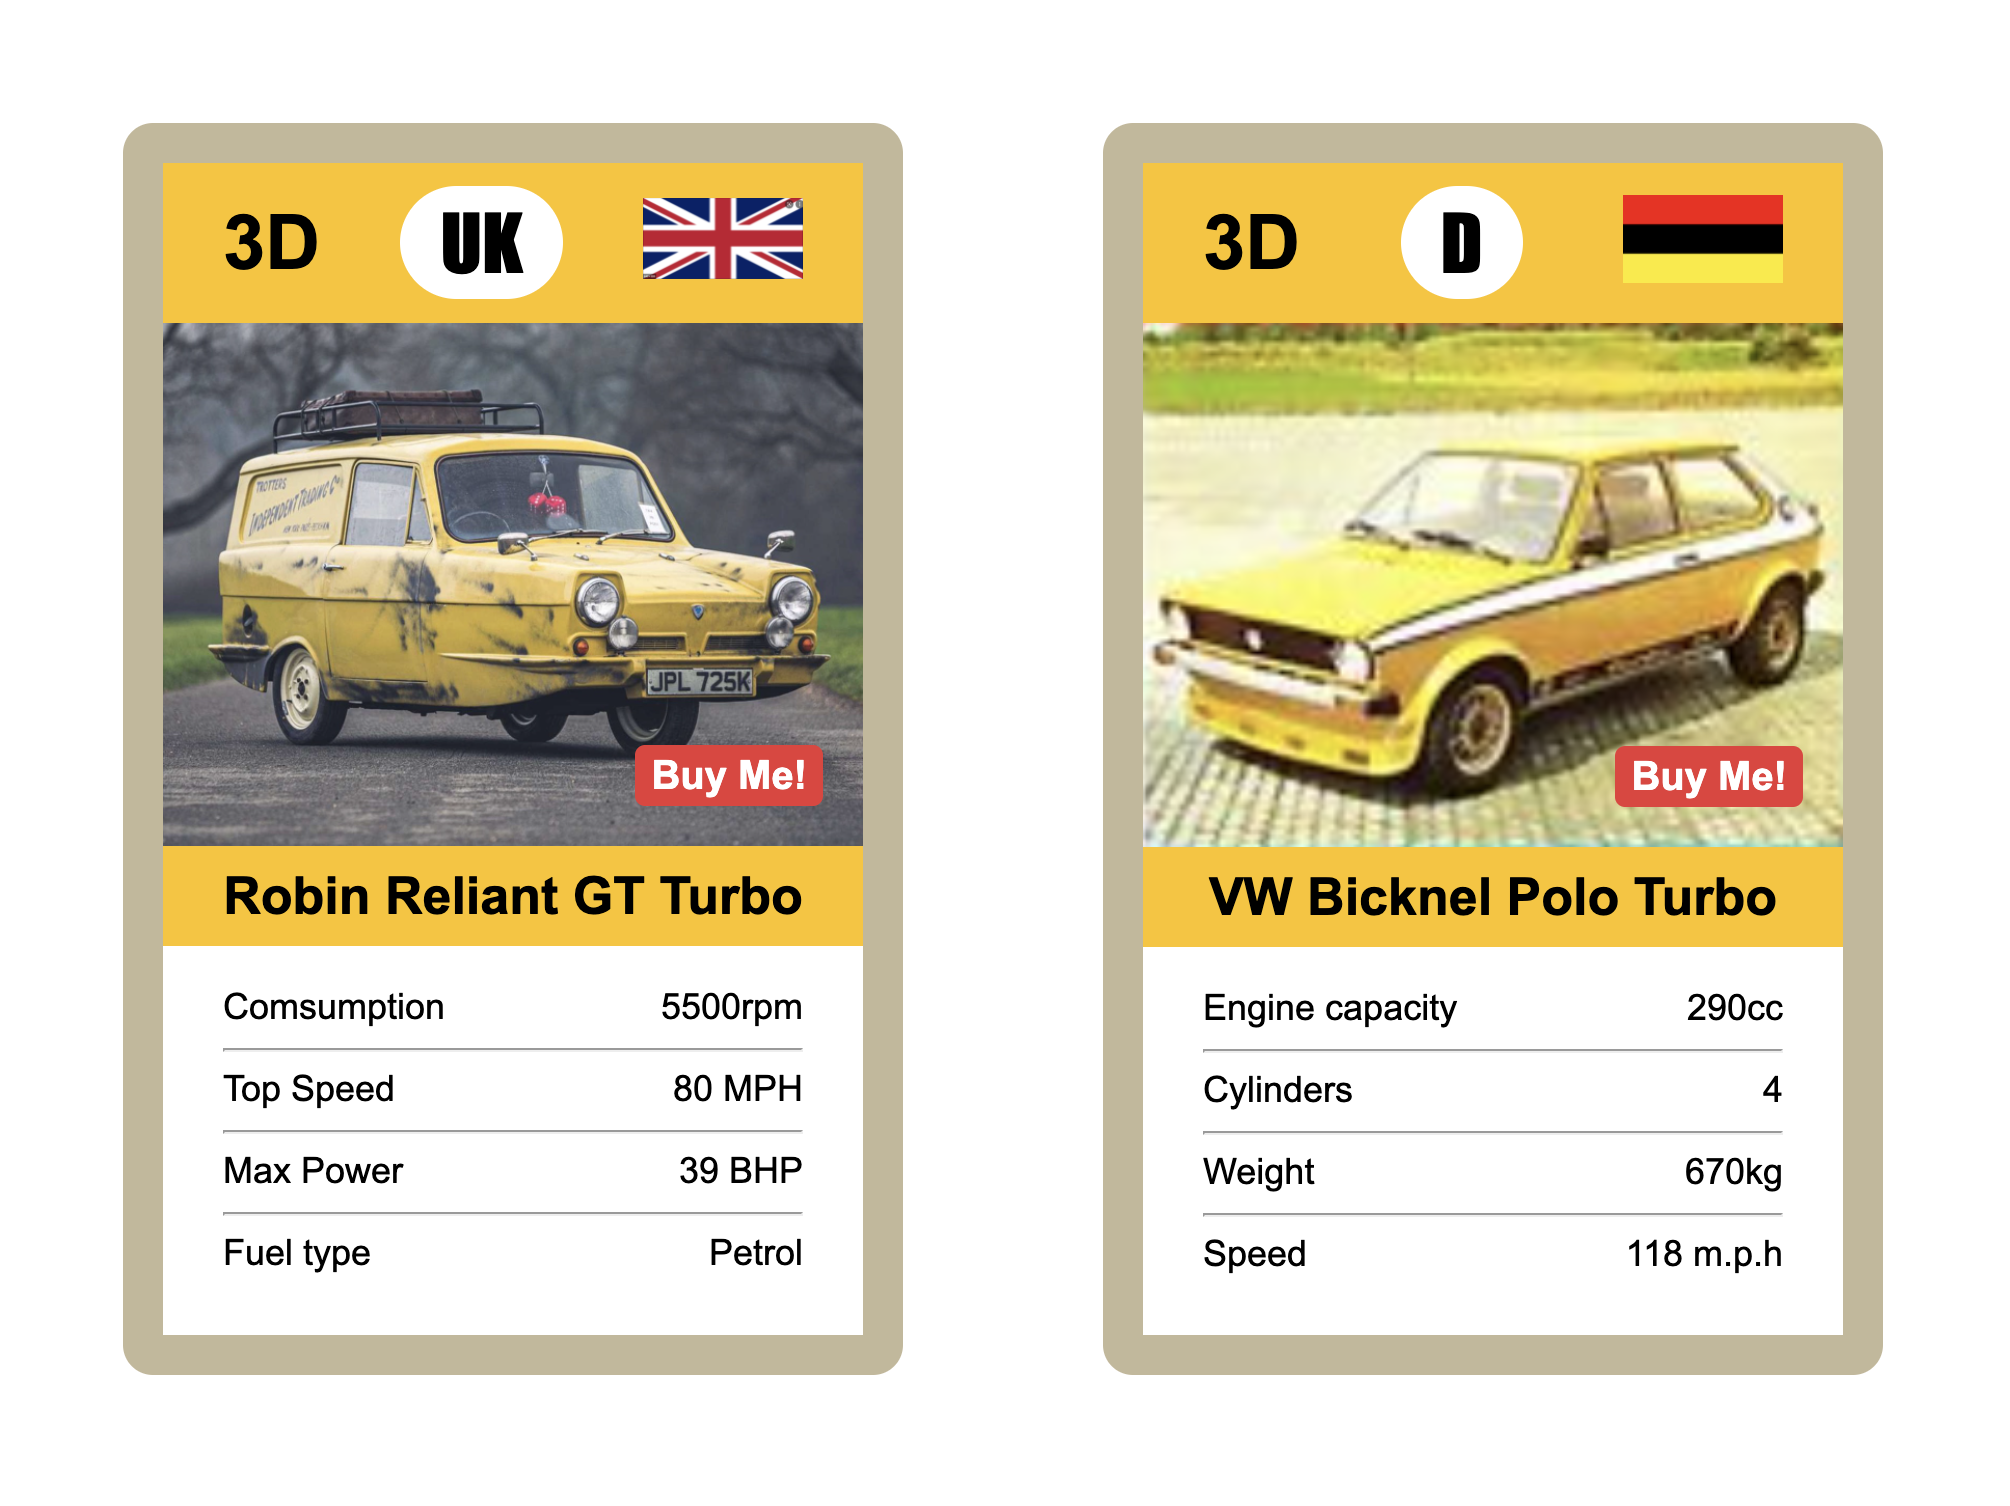 3D UK
TROTTERS
INDEPENDENT TRADING Co
JPL 725K
Buy Me!
Robin Reliant GT Turbo
Comsumption 5500rpm
Top Speed 80 MPH
Max Power 39 BHP
Fuel type Petrol
3D D
Buy Me!
VW Bicknel Polo Turbo
Engine capacity 290cc
Cylinders 4
Weight 670kg
Speed 118 m.p.h